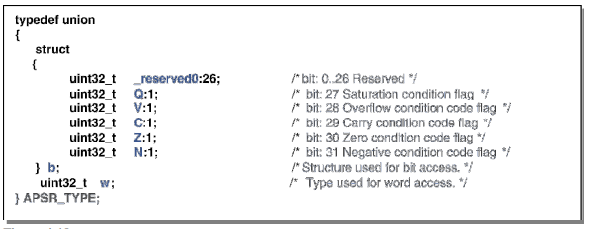 typedef union
{
struct
{
uint32_t _reserved0:26; /* bit: 0..26 Reserved */
uint32_t Q:1; /* bit: 27 Saturation condition flag */
uint32_t V:1; /* bit: 28 Overflow condition code flag */
uint32_t C:1; /* bit: 29 Carry condition code flag */
uint32_t Z:1; /* bit: 30 Zero condition code flag */
uint32_t N:1; /* bit: 31 Negative condition code flag */
} b; /* Structure used for bit access. */
uint32_t w; /* Type used for word access. */
} APSR_TYPE;